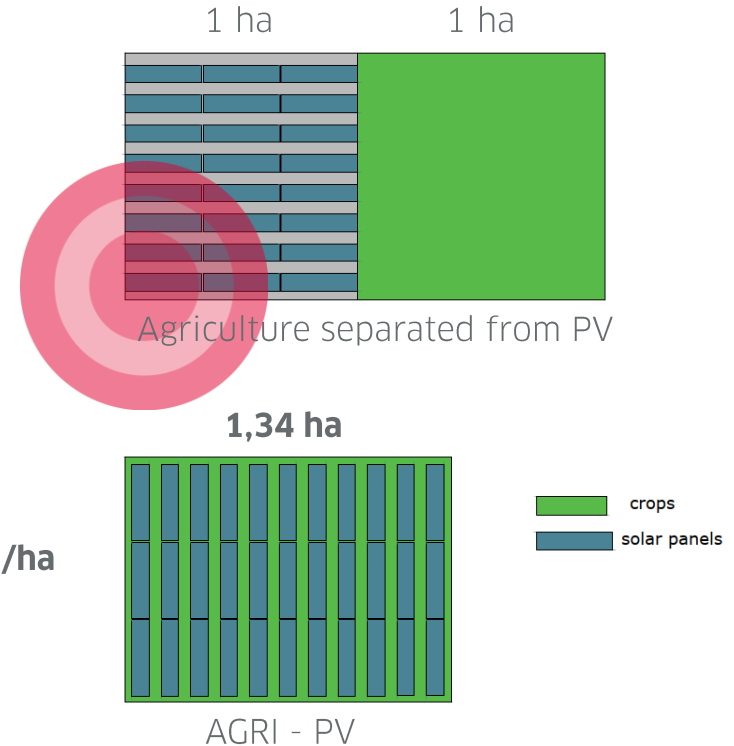 1 ha 1 ha
Agriculture separated from PV
1,34 ha
crops
solar panels
/ha
AGRI - PV